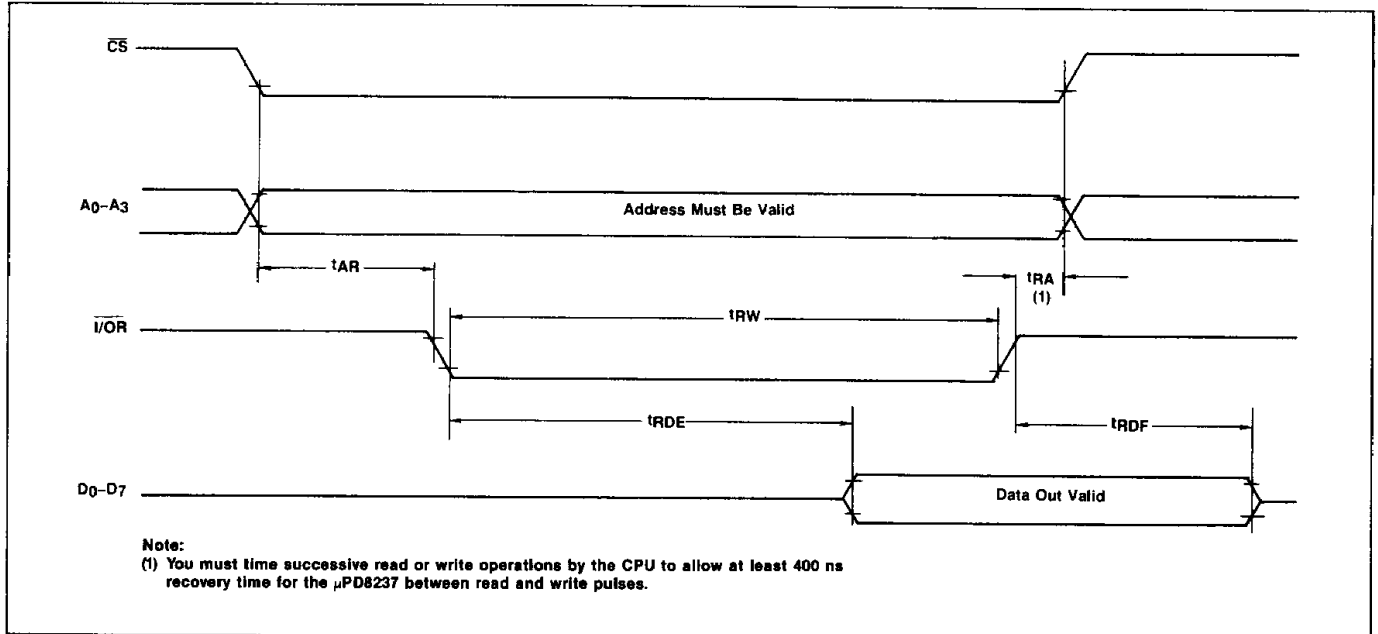 CS
A0–A3
Address Must Be Valid
tAR
tRA
(1)
I/OR
tRW
tRDE
tRDF
D0–D7
Data Out Valid
Note:
(1) You must time successive read or write operations by the CPU to allow at least 400 ns
recovery time for the µPD8237 between read and write pulses.